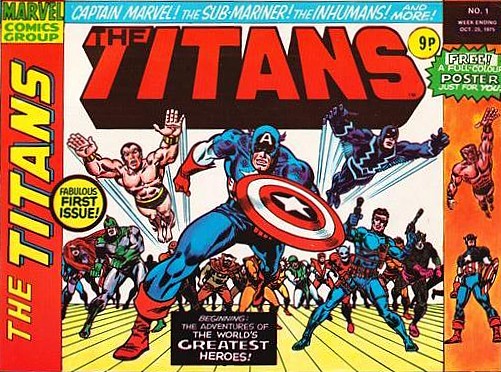 MARVEL
COMICS
GROUP
CAPTAIN MARVEL! THE SUB-MARINER! THE INHUMANS! AND MORE!
THE
TITANS
9P
NO. 1
WEEK ENDING
OCT. 25, 1975
FREE!
A FULL-COLOUR
POSTER
JUST FOR YOU!
THE TITANS
FABULOUS
FIRST
ISSUE!
A
BEGINNING:
THE ADVENTURES OF
THE WORLD'S
GREATEST
HEROES!